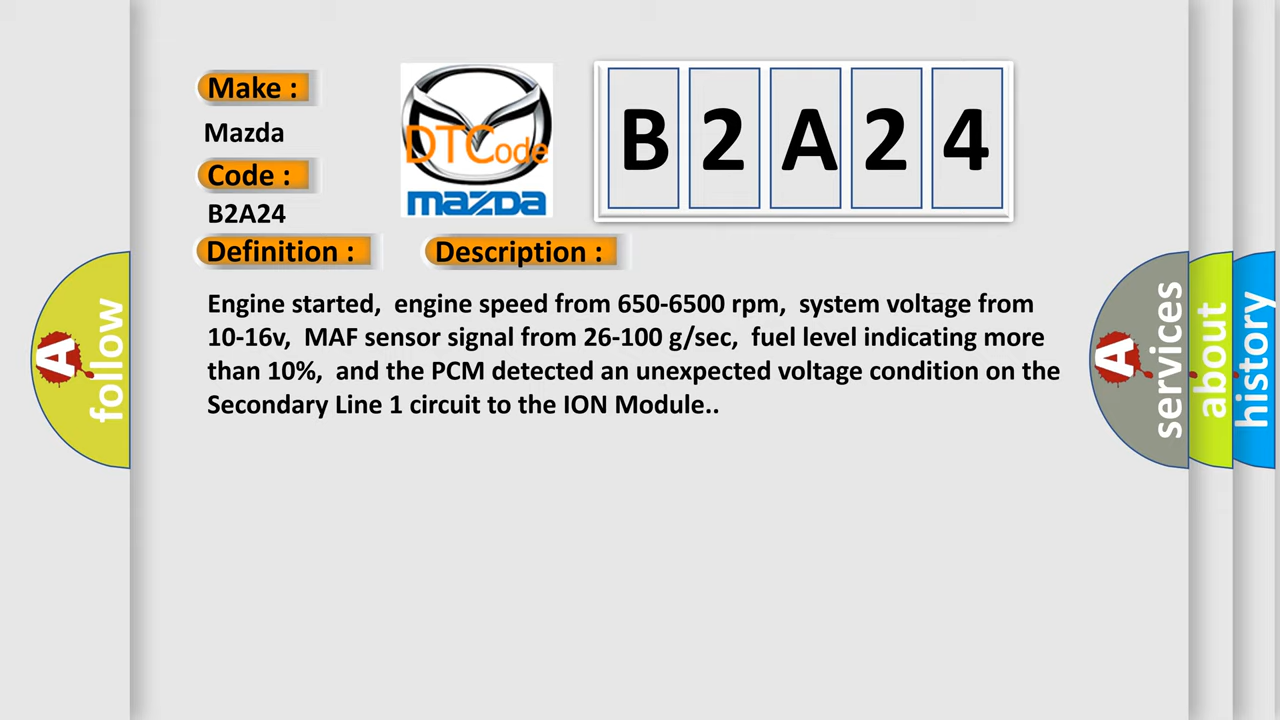 Make :
Mazda
Code :
B2A24
DTCode
mazda
B 2 A 2 4
Definition :
Description :
Engine started, engine speed from 650-6500 rpm, system voltage from
10-16v, MAF sensor signal from 26-100 g/sec, fuel level indicating more
than 10%, and the PCM detected an unexpected voltage condition on the
Secondary Line 1 circuit to the ION Module..
A follow
A services
about
history